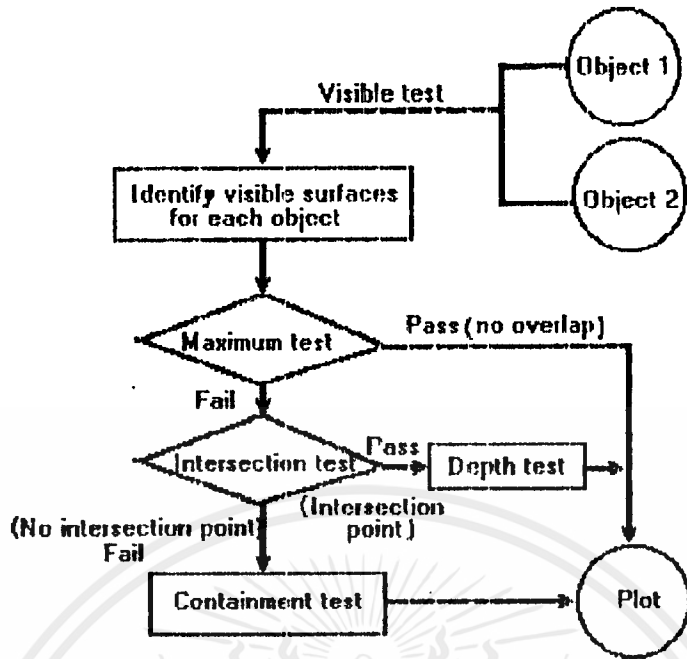 Object 1
Visible test
Object 2
Identify visible surfaces
for each object
Maximum test
Pass (no overlap)
Fail
Intersection test
Pass
Depth test
(Intersection
point)
(No intersection point)
Fail
Containment test
Plot